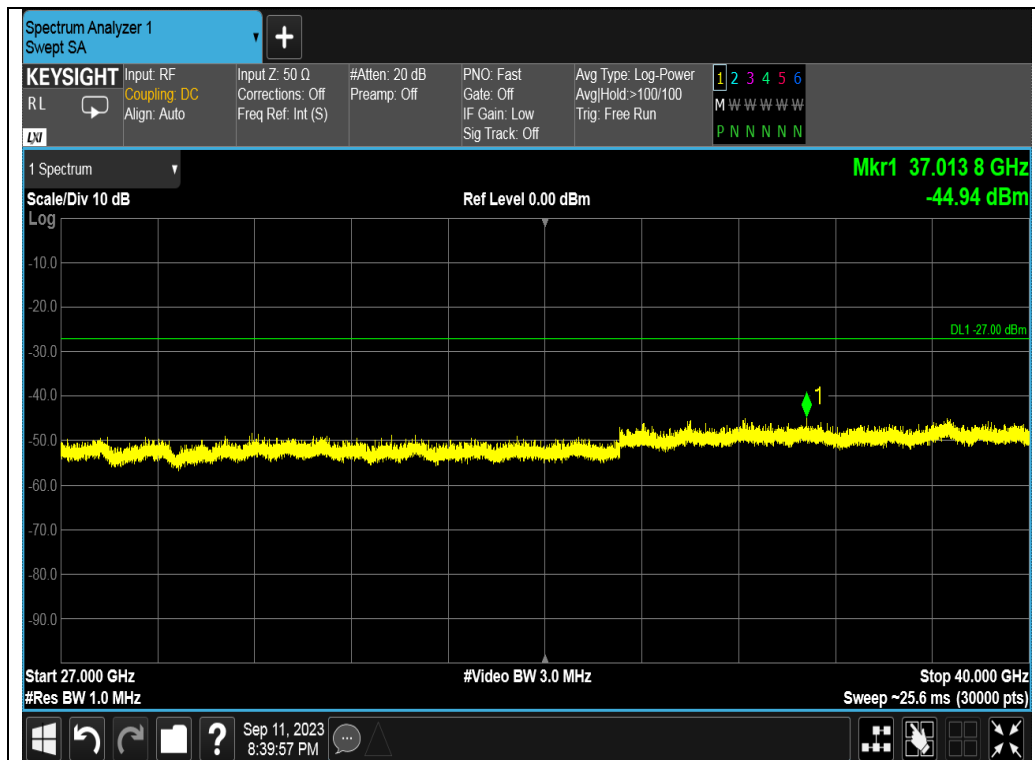 Spectrum Analyzer 1
Swept SA
+
KEYSIGHT
RL
LXI
Input: RF
Coupling: DC
Align: Auto
Input Z: 50 Ω
Corrections: Off
Freq Ref: Int (S)
#Atten: 20 dB
Preamp: Off
PNO: Fast
Gate: Off
IF Gain: Low
Sig Track: Off
Avg Type: Log-Power
Avg|Hold:>100/100
Trig: Free Run
1 2 3 4 5 6
M W W W W W
P N N N N N
1 Spectrum
Mkr1 37.013 8 GHz
Scale/Div 10 dB
Ref Level 0.00 dBm
-44.94 dBm
Log
-10.0
-20.0
DL1 -27.00 dBm
-30.0
-40.0
1
-50.0
-60.0
-70.0
-80.0
-90.0
Start 27.000 GHz
#Video BW 3.0 MHz
Stop 40.000 GHz
#Res BW 1.0 MHz
Sweep ~25.6 ms (30000 pts)
?
Sep 11, 2023
8:39:57 PM